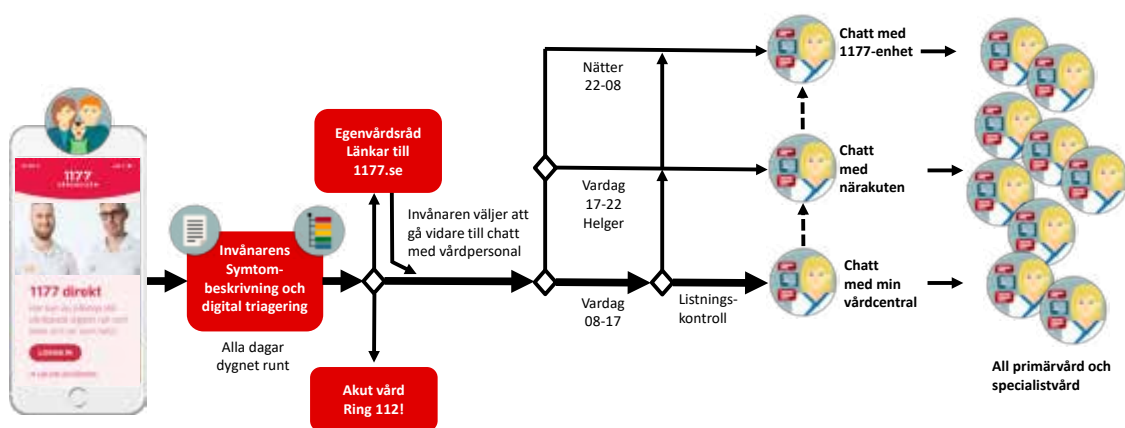 1177
1177 direkt
LOGGA IN
Invånarens
Symtom-
beskrivning och
digital triagering
Alla dagar
dygnet runt
Egenvårdsråd
Länkar till
1177.se
Akut vård
Ring 112!
Invånaren väljer att
gå vidare till chatt
med vårdpersonal
Nätter
22-08
Vardag
17-22
Helger
Vardag
08-17
Listnings-
kontroll
Chatt med
1177-enhet
Chatt
med
närakuten
Chatt
med min
vårdcentral
All primärvård och
specialistvård